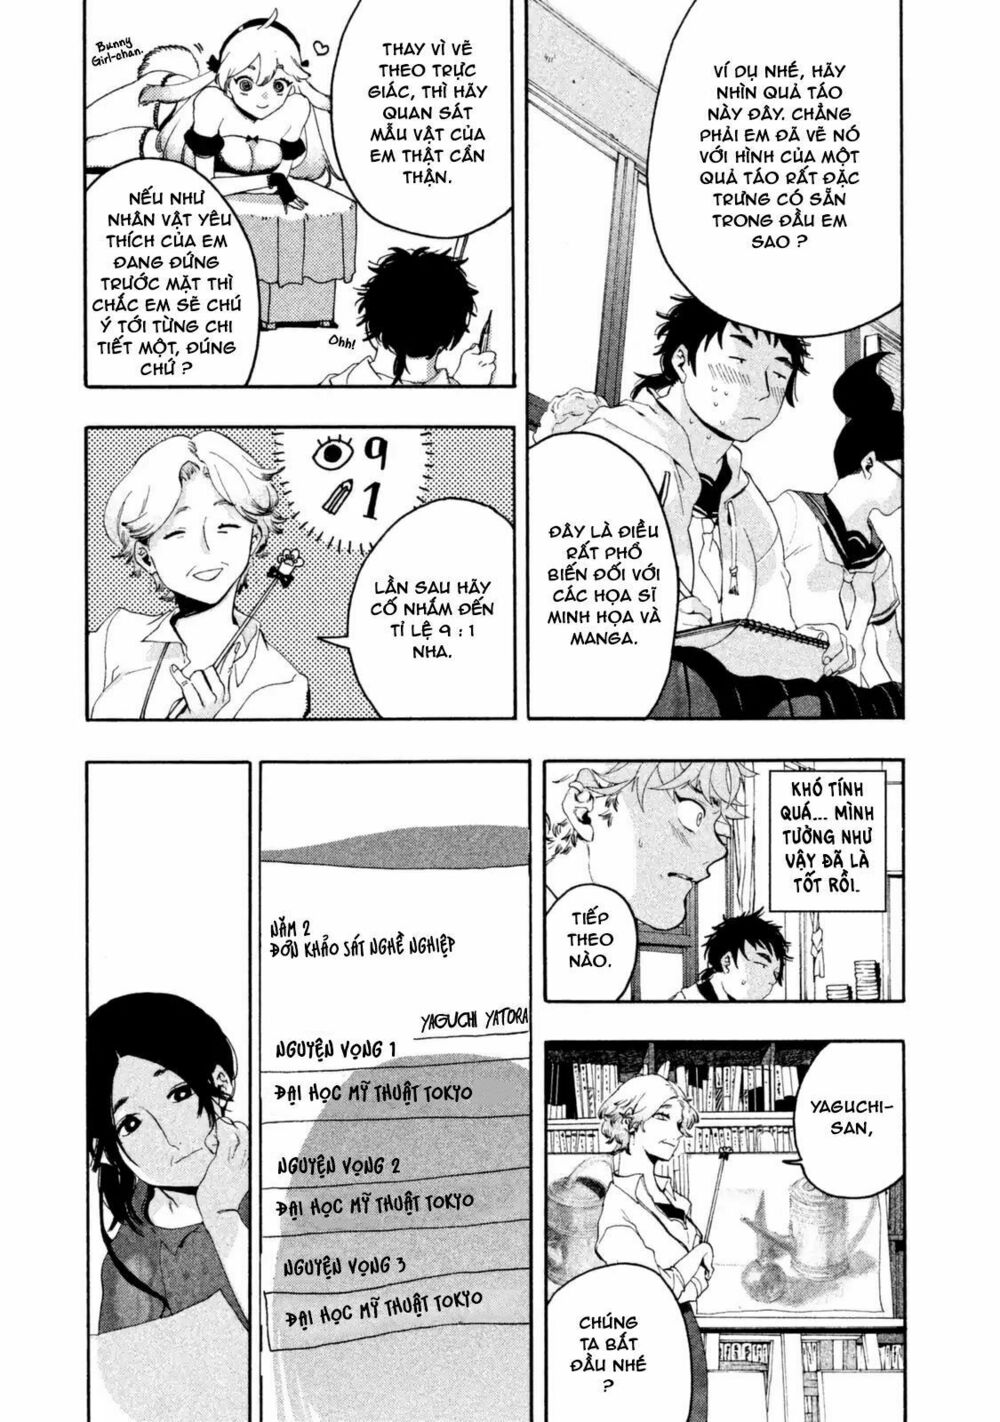 VÍ DỤ NHÉ, HÃY
NHÌN QUẢ TÁO
NÀY ĐÂY. CHẲNG
PHẢI EM ĐÃ VẼ NÓ
VỚI HÌNH CỦA MỘT
QUẢ TÁO RẤT ĐẶC
TRƯNG CÓ SẴN
TRONG ĐẦU EM
SAO ?
ĐÂY LÀ ĐIỀU
RẤT PHỔ
BIẾN ĐỐI VỚI
CÁC HỌA SĨ
MINH HỌA VÀ
MANGA.
THAY VÌ VẼ
THEO TRỰC
GIÁC, THÌ HÃY
QUAN SÁT
MẪU VẬT CỦA
EM THẬT CẨN
THẬN.
Bunny
Girl-chan.
NẾU NHƯ
NHÂN VẬT YÊU
THÍCH CỦA EM
ĐANG ĐỨNG
TRƯỚC MẶT THÌ
CHẮC EM SẼ CHÚ
Ý TỚI TỪNG CHI
TIẾT MỘT, ĐÚNG
CHỨ ?
Ohh!
9
1
LẦN SAU HÃY
CỐ NHẮM ĐẾN
TỈ LỆ 9 : 1
NHA.
KHÓ TÍNH
QUÁ... MÌNH
TƯỞNG NHƯ
VẬY ĐÃ LÀ
TỐT RỒI.
TIẾP
THEO
NÀO.
YAGUCHI-
SAN,
CHÚNG
TA BẮT
ĐẦU NHÉ
?
NĂM 2
ĐƠN KHẢO SÁT NGHỀ NGHIỆP
YAGUCHI YATORA
NGUYỆN VỌNG 1
ĐẠI HỌC MỸ THUẬT TOKYO
NGUYỆN VỌNG 2
ĐẠI HỌC MỸ THUẬT TOKYO
NGUYỆN VỌNG 3
ĐẠI HỌC MỸ THUẬT TOKYO